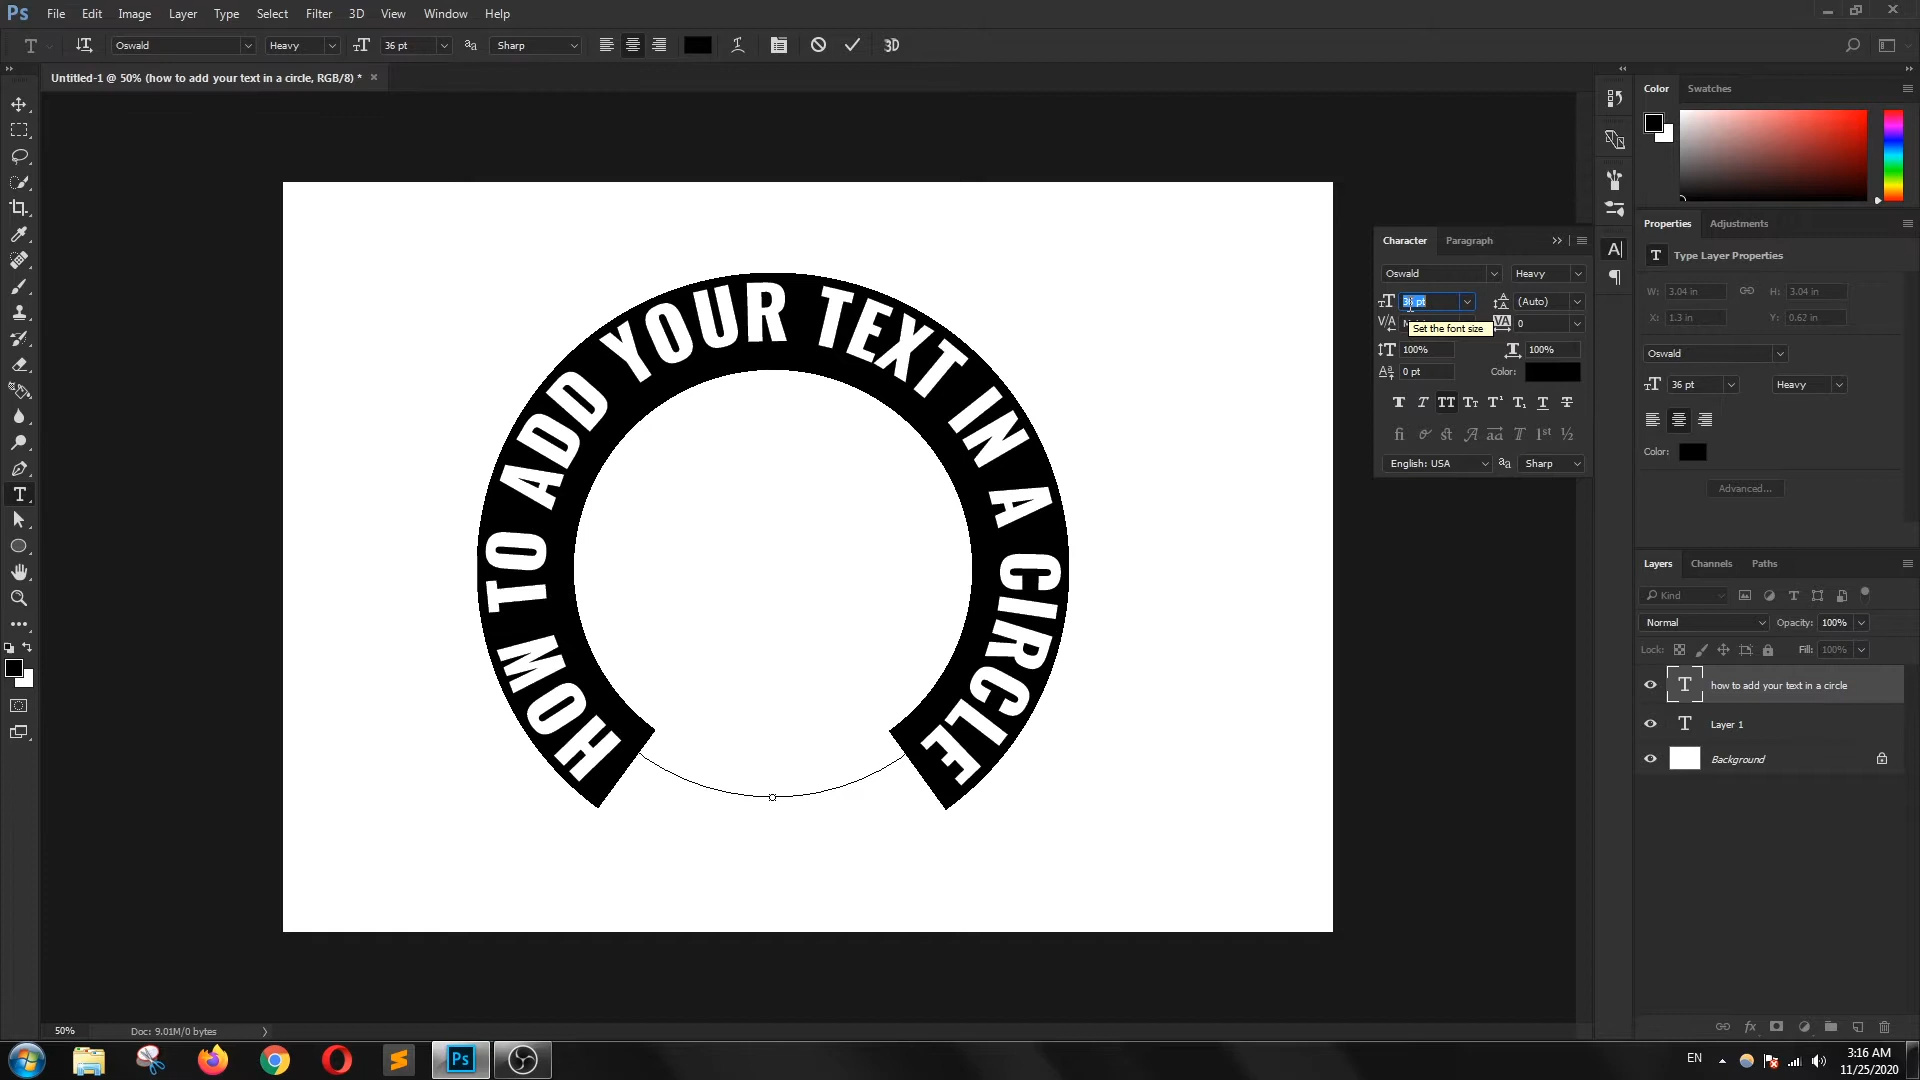 Ps File Edit Image Layer Type Select Filter 3D View Window Help
Oswald Heavy 36 pt Sharp 3D
Untitled-1 @ 50% (how to add your text in a circle, RGB/8) *
HOW TO ADD YOUR TEXT IN A CIRCLE
Character Paragraph
Oswald Heavy
36 pt (Auto)
Set the font size
0
100% 100%
0 pt Color:
English: USA Sharp
Color Swatches
Properties Adjustments
Type Layer Properties
W: 3.04 in H: 3.04 in
X: 1.3 in Y: 0.62 in
Oswald
36 pt Heavy
Color:
Advanced...
Layers Channels Paths
Kind
Normal Opacity: 100%
Lock: Fill: 100%
how to add your text in a circle
Layer 1
Background
50% Doc: 9.01M/0 bytes
Ps
EN
3:16 AM
11/25/2020